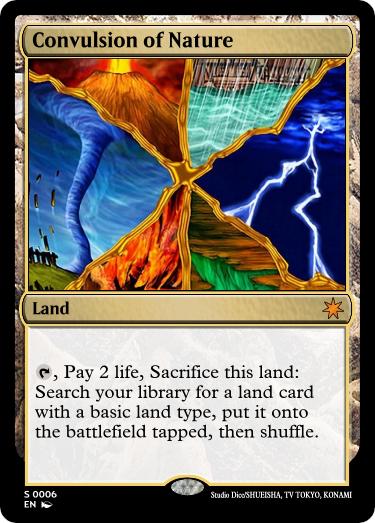 Convulsion of Nature
Land
, Pay 2 life, Sacrifice this land:
Search your library for a land card
with a basic land type, put it onto
the battlefield tapped, then shuffle.
S 0006
EN
Studio Dice/SHUEISHA, TV TOKYO, KONAMI